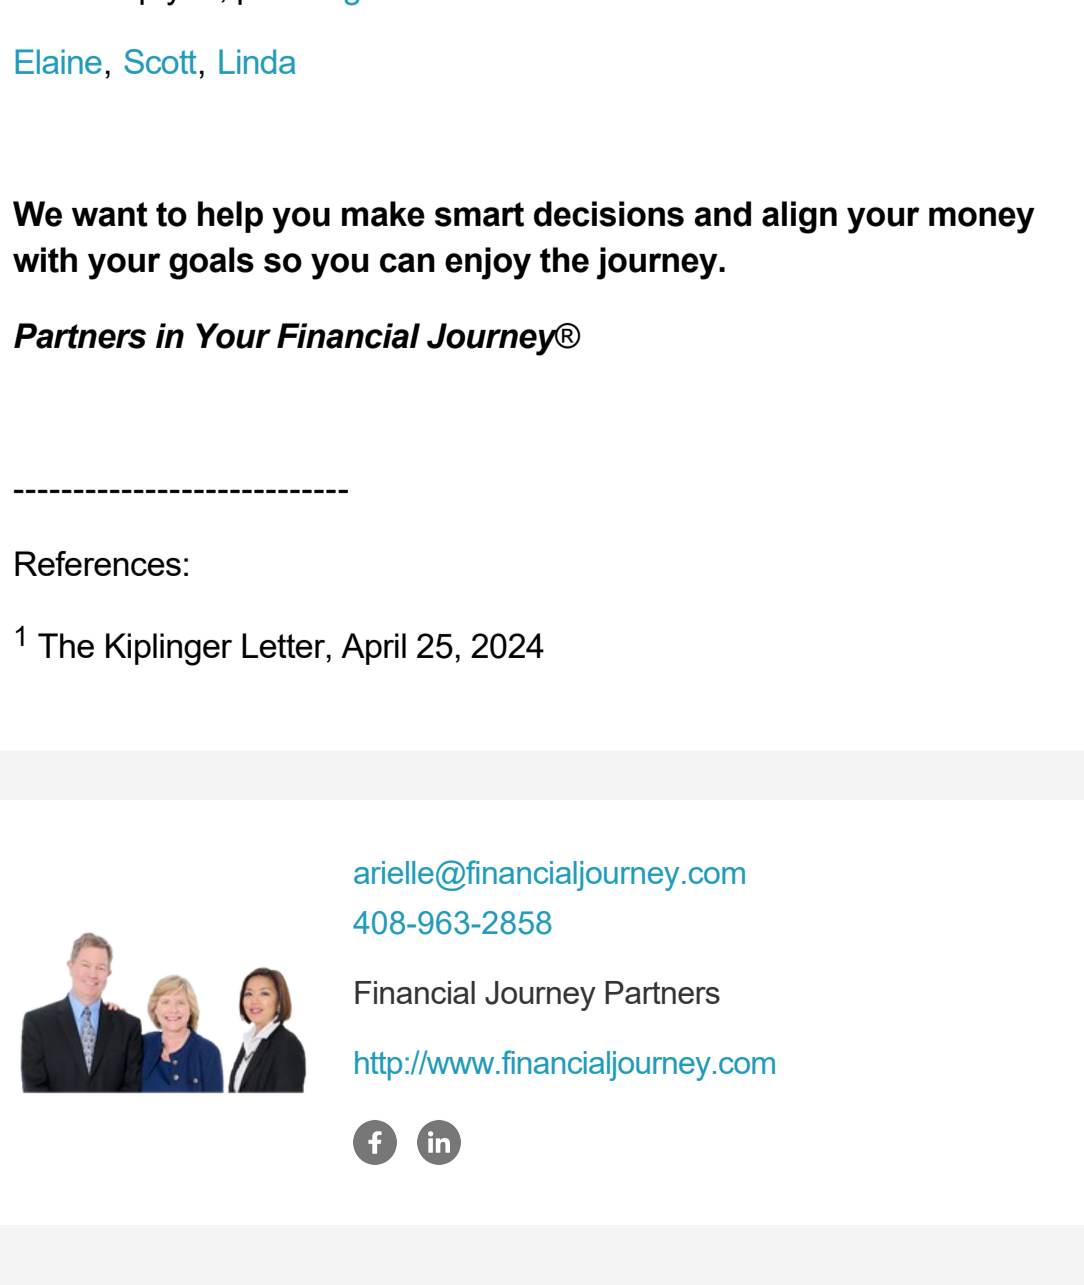 Elaine, Scott, Linda
We want to help you make smart decisions and align your money
with your goals so you can enjoy the journey.
Partners in Your Financial Journey®
----------------------------
References:
1 The Kiplinger Letter, April 25, 2024
arielle@financialjourney.com
408-963-2858
Financial Journey Partners
http://www.financialjourney.com
f in